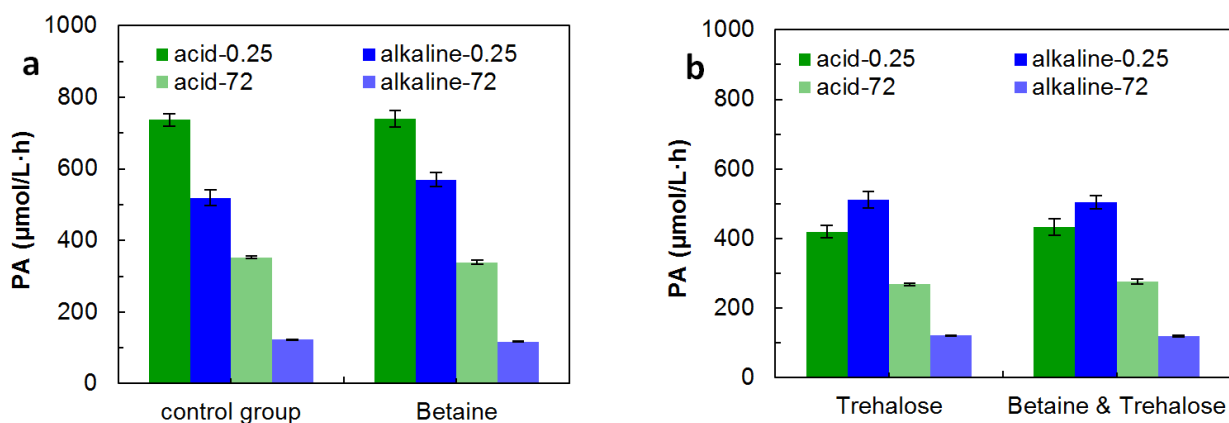 a
PA (µmol/L·h)
1000
800
600
400
200
0
acid-0.25
alkaline-0.25
acid-72
alkaline-72
control group
Betaine
b
PA (µmol/L·h)
1000
800
600
400
200
0
acid-0.25
alkaline-0.25
acid-72
alkaline-72
Trehalose
Betaine & Trehalose